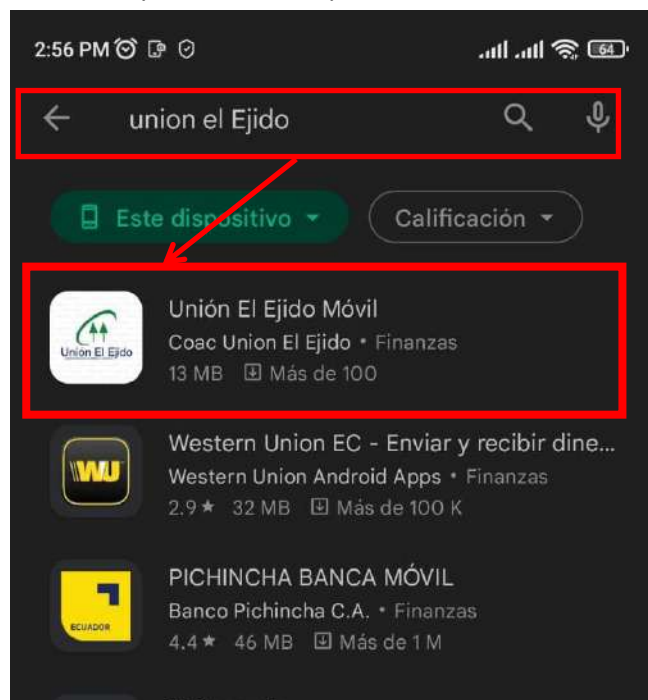 2:56 PM 64
union el Ejido
Este dispositivo Calificación
Unión El Ejido Móvil
Unión El Ejido
Coac Union El Ejido • Finanzas
13 MB Más de 100
Western Union EC - Enviar y recibir dine...
WU
Western Union Android Apps • Finanzas
2.9★ 32 MB Más de 100 K
PICHINCHA BANCA MÓVIL
ECUADOR
Banco Pichincha C.A. • Finanzas
4.4★ 46 MB Más de 1 M